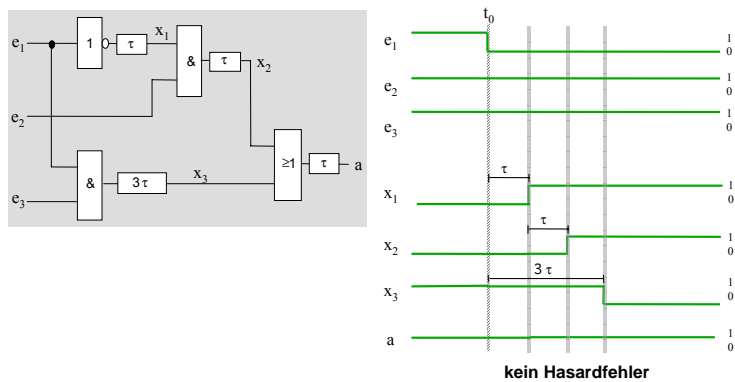 e1
1
τ
x1
&
τ
x2
e2
≥1
τ
a
&
3τ
x3
e3
t0
e1
1
0
e2
1
0
e3
1
0
τ
x1
1
0
τ
x2
1
0
3 τ
x3
1
0
a
1
0
kein Hasardfehler